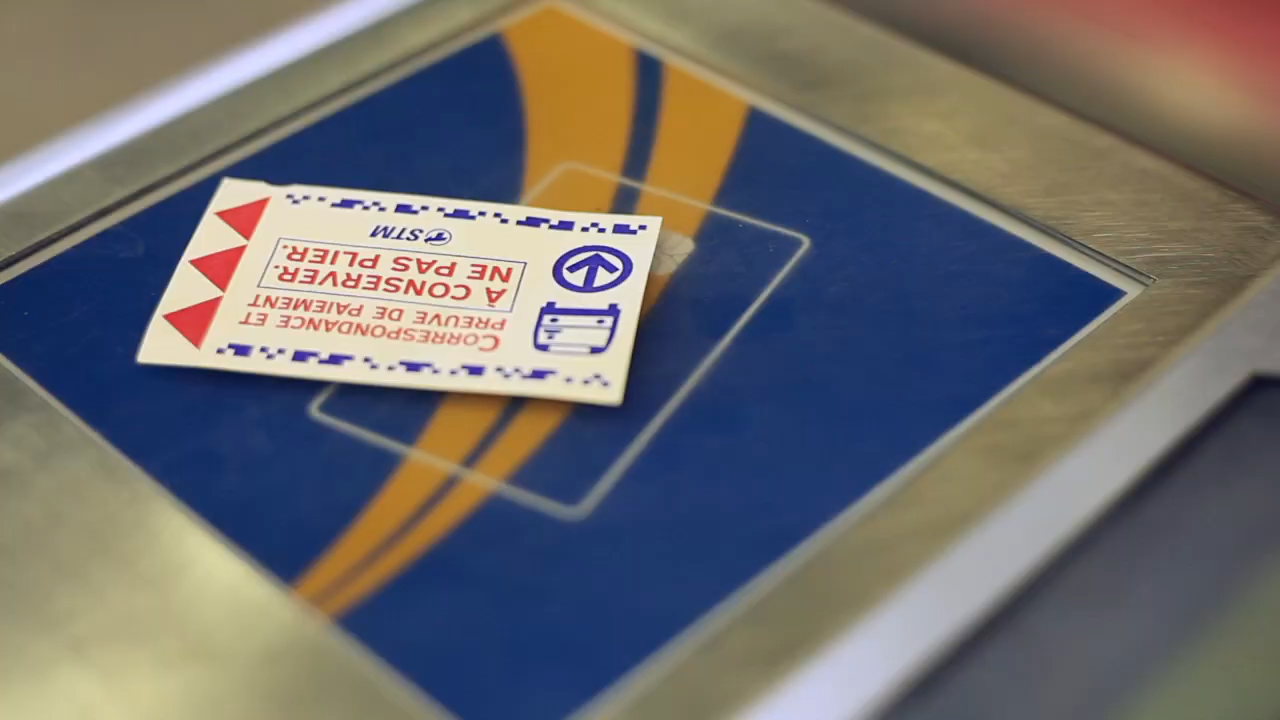 CORRESPONDANCE ET
PREUVE DE PAIEMENT
À CONSERVER.
NE PAS PLIER.
STM